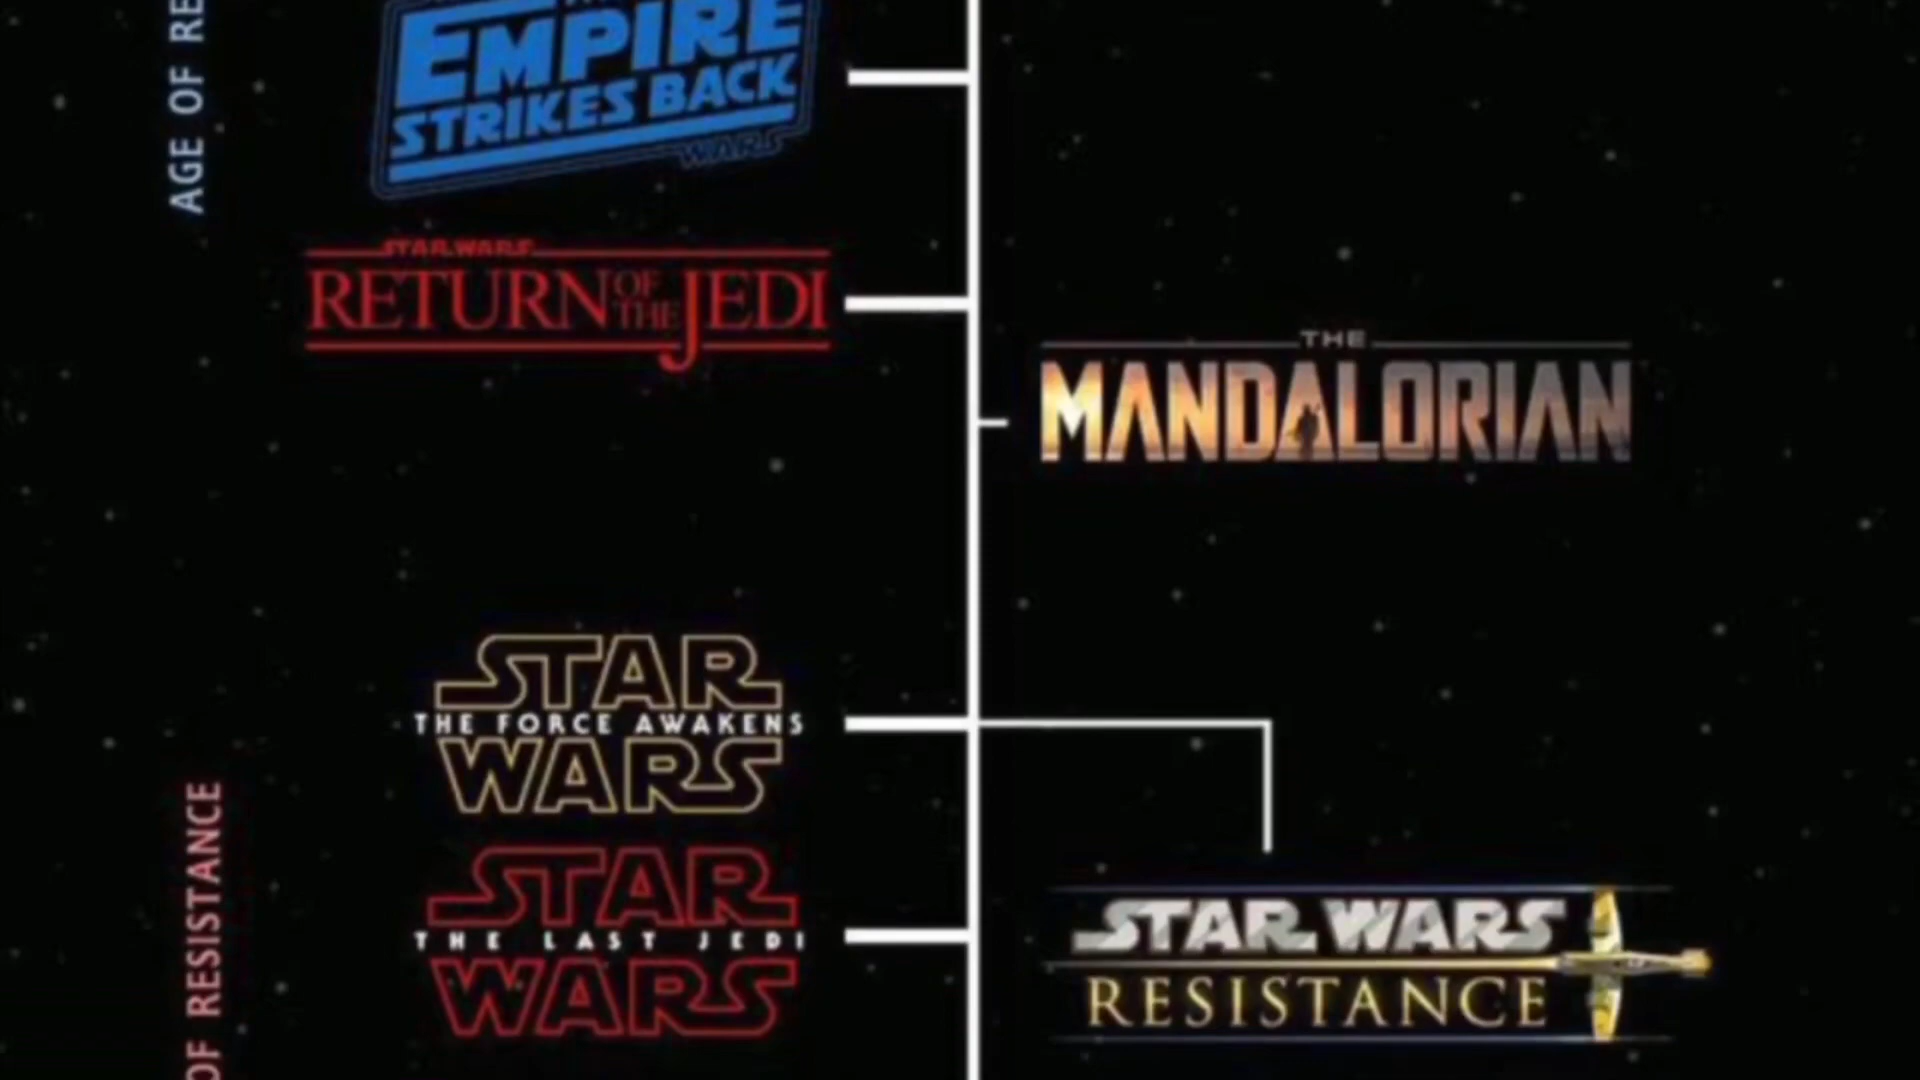 AGE OF RE
EMPIRE
STRIKES BACK
WARS
STAR WARS
RETURN OF THE JEDI
THE
MANDALORIAN
STAR
THE FORCE AWAKENS
WARS
OF RESISTANCE
STAR
THE LAST JEDI
WARS
STAR WARS
RESISTANCE